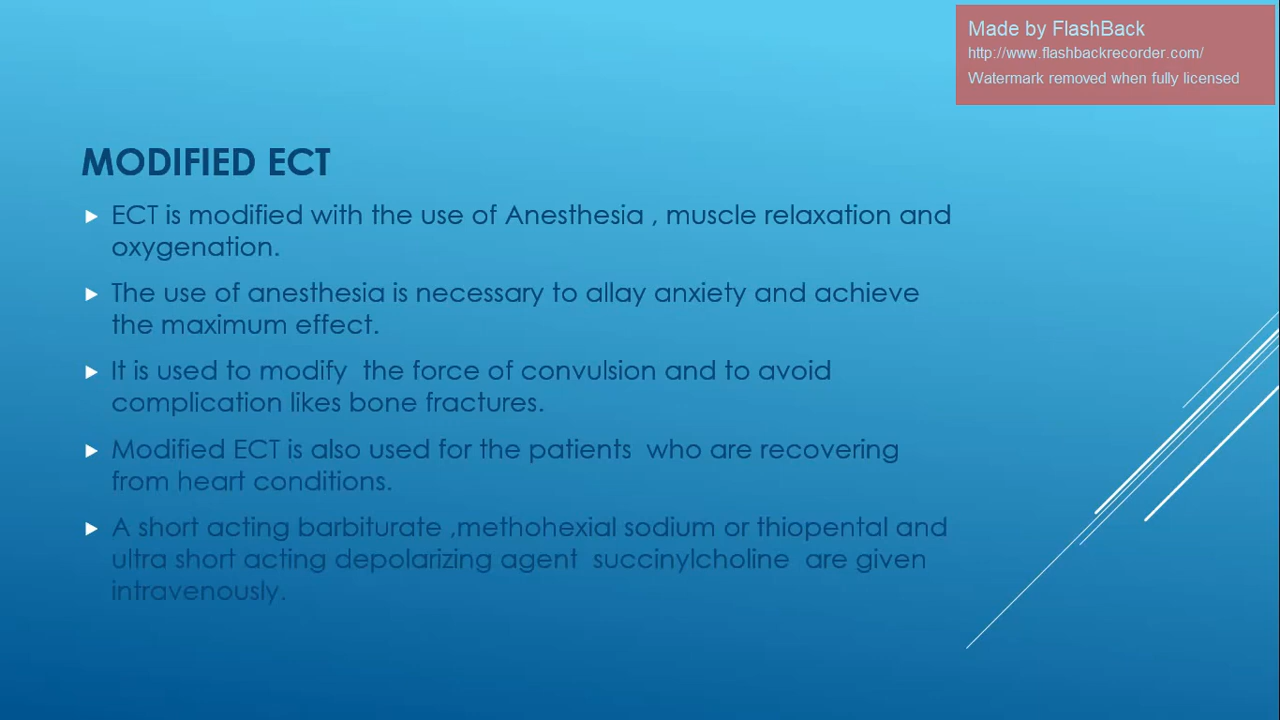 Made by FlashBack
http://www.flashbackrecorder.com/
Watermark removed when fully licensed
MODIFIED ECT
ECT is modified with the use of Anesthesia , muscle relaxation and
oxygenation.
The use of anesthesia is necessary to allay anxiety and achieve
the maximum effect.
It is used to modify  the force of convulsion and to avoid
complication likes bone fractures.
Modified ECT is also used for the patients  who are recovering
from heart conditions.
A short acting barbiturate ,methohexial sodium or thiopental and
ultra short acting depolarizing agent  succinylcholine  are given
intravenously.